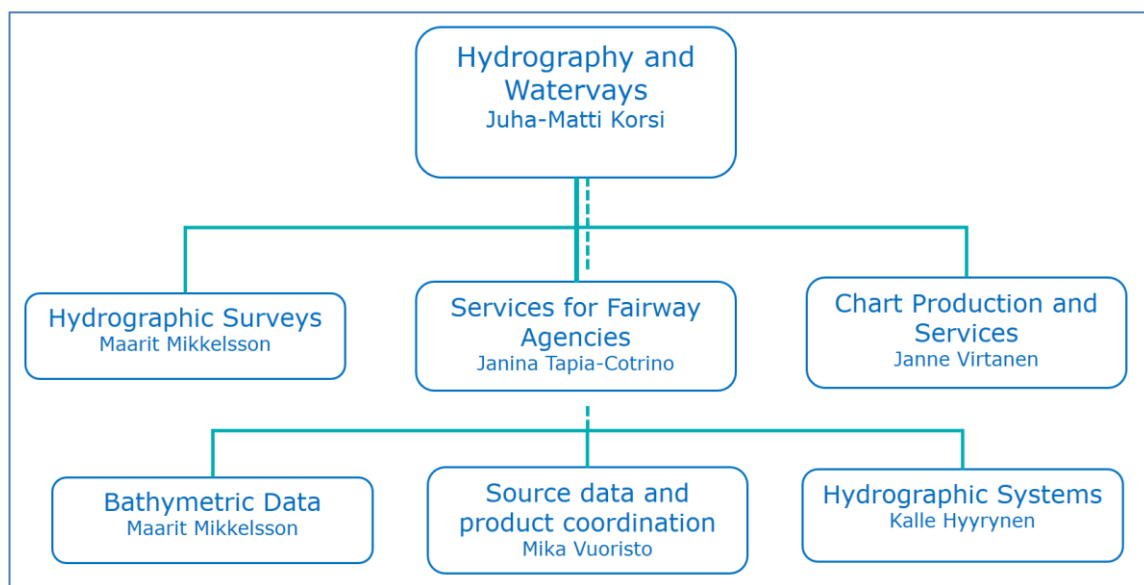 Hydrography and
Watervays
Juha-Matti Korsi
Hydrographic Surveys
Maarit Mikkelsson
Services for Fairway
Agencies
Janina Tapia-Cotrino
Chart Production and
Services
Janne Virtanen
Bathymetric Data
Maarit Mikkelsson
Source data and
product coordination
Mika Vuoristo
Hydrographic Systems
Kalle Hyyrynen